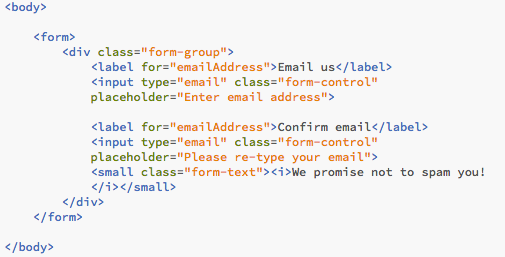 <body>
<form>
<div class="form-group">
<label for="emailAddress">Email us</label>
<input type="email" class="form-control"
placeholder="Enter email address">
<label for="emailAddress">Confirm email</label>
<input type="email" class="form-control"
placeholder="Please re-type your email">
<small class="form-text"><i>We promise not to spam you!
</i></small>
</div>
</form>
</body>